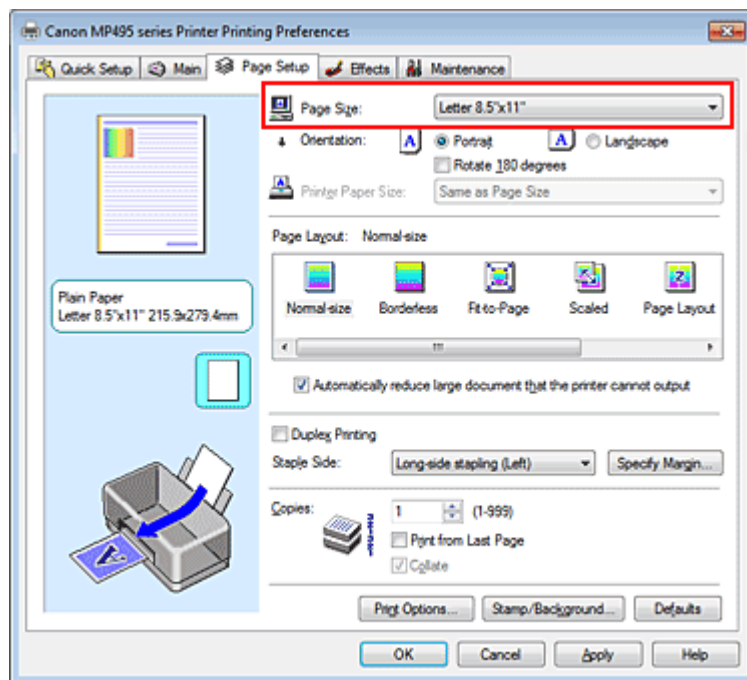 Canon MP495 series Printer Printing Preferences
Quick Setup Main Page Setup Effects Maintenance
Page Size: Letter 8.5"x11"
Orientation: A Portrait A Landscape
Rotate 180 degrees
Printer Paper Size: Same as Page Size
Page Layout: Normal-size
Normal-size Borderless Fit-to-Page Scaled Page Layout
Automatically reduce large document that the printer cannot output
Plain Paper
Letter 8.5"x11" 215.9x279.4mm
Duplex Printing
Staple Side: Long-side stapling (Left) Specify Margin...
Copies: 1 (1-999)
Print from Last Page
Collate
Print Options... Stamp/Background... Defaults
OK Cancel Apply Help